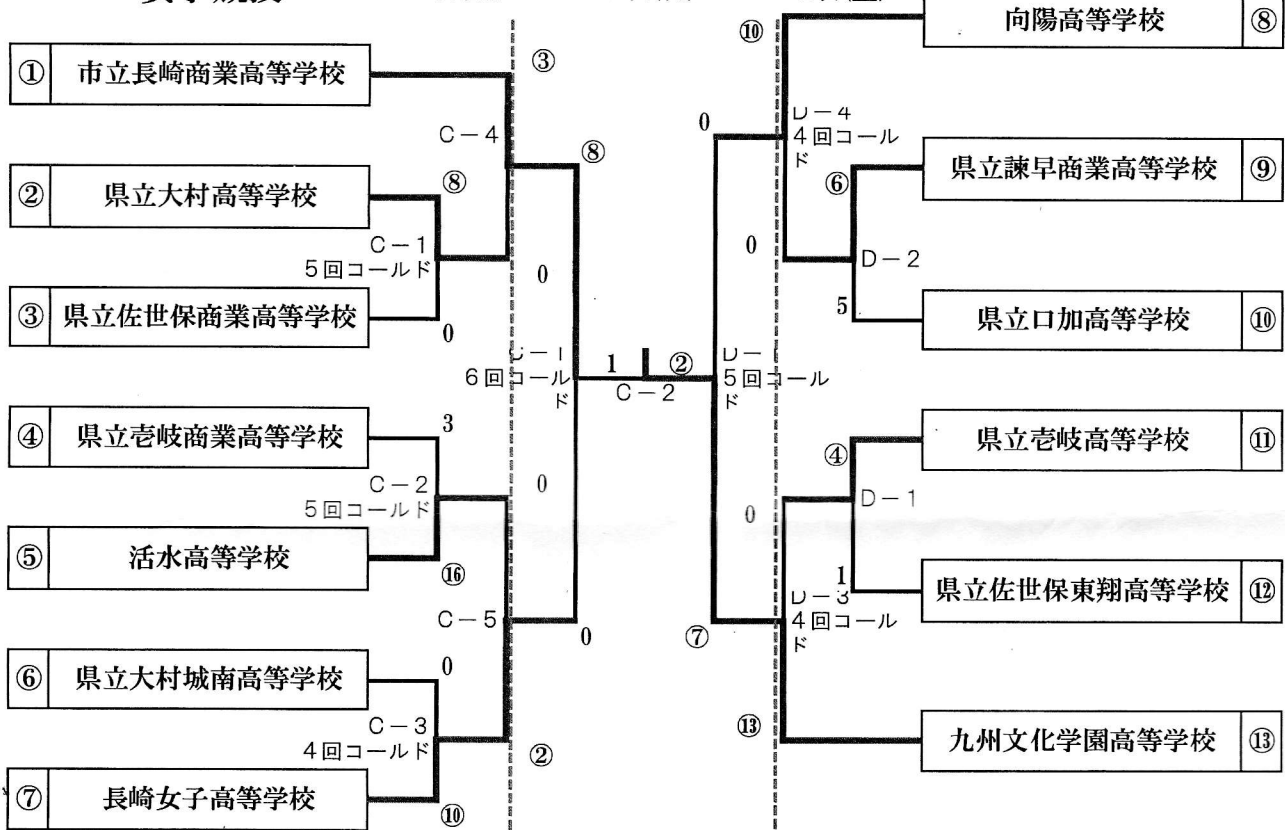 ③
⑩
向陽高等学校 ⑧
① 市立長崎商業高等学校
C-4
⑧
0
4回コールド
② 県立大村高等学校
⑧
C-1
5回コールド
0
⑥
0
D-2
県立諫早商業高等学校 ⑨
③ 県立佐世保商業高等学校
0
5
県立口加高等学校 ⑩
6回コールド
1
C-2
②
5回コールド
④ 県立壱岐商業高等学校
3
C-2
5回コールド
0
④
0
D-1
県立壱岐高等学校 ⑪
⑤ 活水高等学校
⑯
C-5
1
県立佐世保東翔高等学校 ⑫
4回コールド
0
⑦
⑥ 県立大村城南高等学校
0
C-3
4回コールド
②
⑬
九州文化学園高等学校 ⑬
⑦ 長崎女子高等学校
⑩